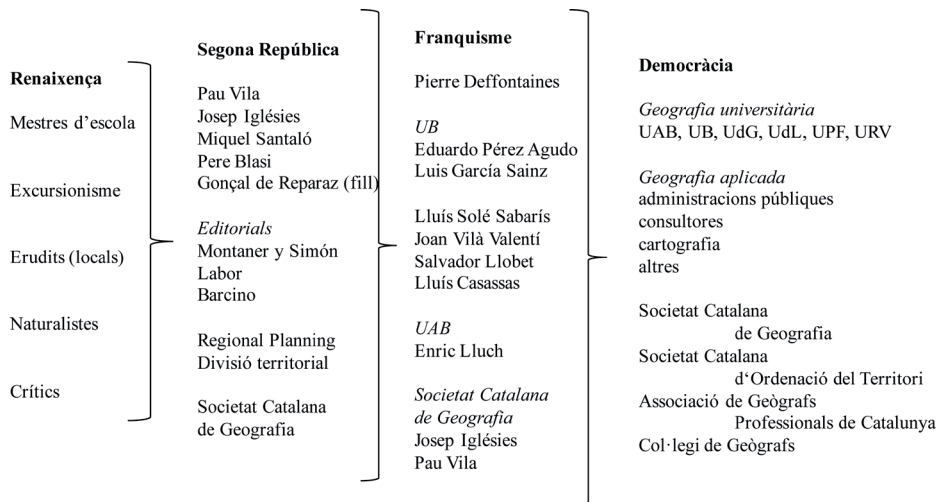 Renaixença
Mestres d’escola
Excursionisme
Erudits (locals)
Naturalistes
Crítics
Segona República
Pau Vila
Josep Iglésies
Miquel Santaló
Pere Blasi
Gonçal de Reparaz (fill)
Editorials
Montaner y Simón
Labor
Barcino
Regional Planning
Divisió territorial
Societat Catalana
de Geografia
Franquisme
Pierre Deffontaines
UB
Eduardo Pérez Agudo
Luis García Sainz
Lluís Solé Sabarís
Joan Vilà Valentí
Salvador Llobet
Lluís Casassas
UAB
Enric Lluch
Societat Catalana
de Geografia
Josep Iglésies
Pau Vila
Democràcia
Geografia universitària
UAB, UB, UdG, UdL, UPF, URV
Geografia aplicada
administracions públiques
consultores
cartografia
altres
Societat Catalana
de Geografia
Societat Catalana
d‘Ordenació del Territori
Associació de Geògrafs
Professionals de Catalunya
Col·legi de Geògrafs